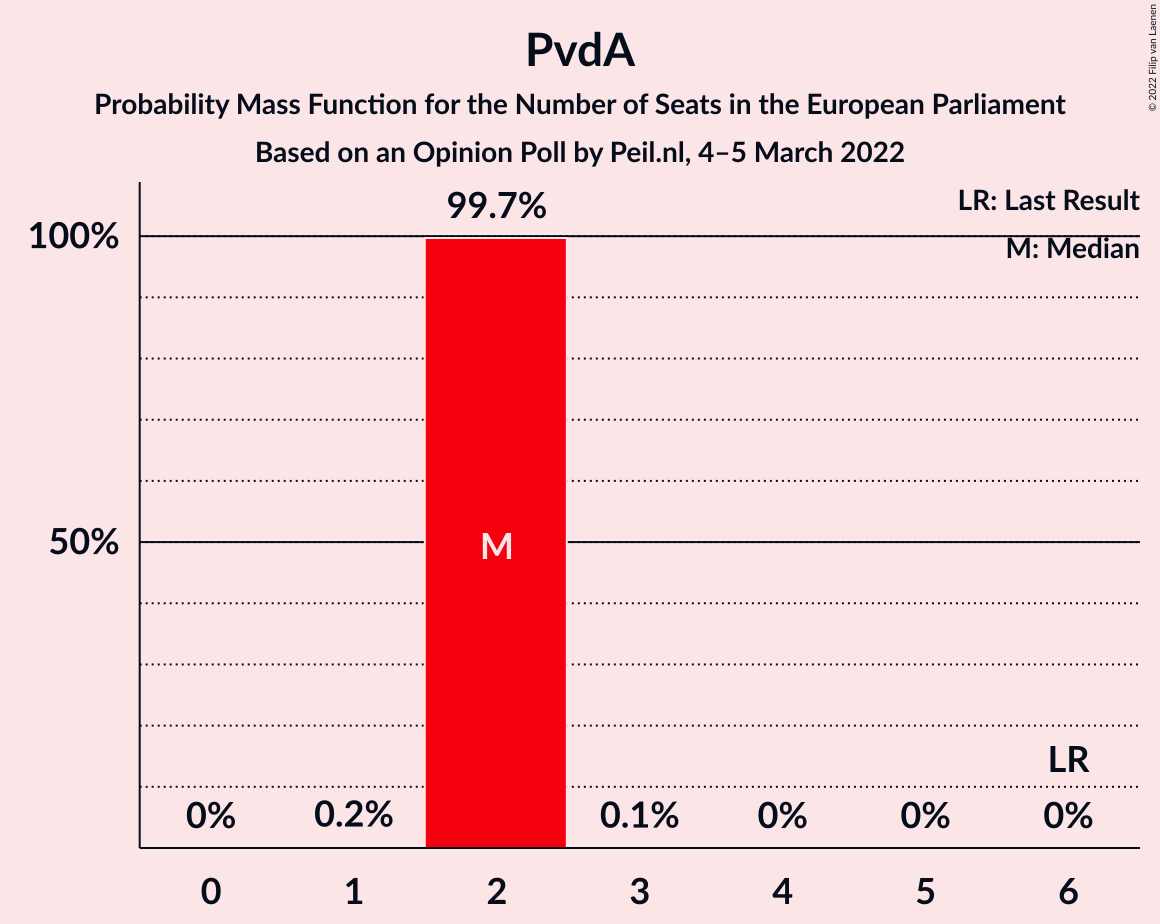 PvdA
Probability Mass Function for the Number of Seats in the European Parliament
Based on an Opinion Poll by Peil.nl, 4–5 March 2022
© 2022 Filip van Laenen
LR: Last Result
M: Median
99.7%
100%
50%
M
LR
0% 0.2% 0.1% 0% 0% 0%
0 1 2 3 4 5 6